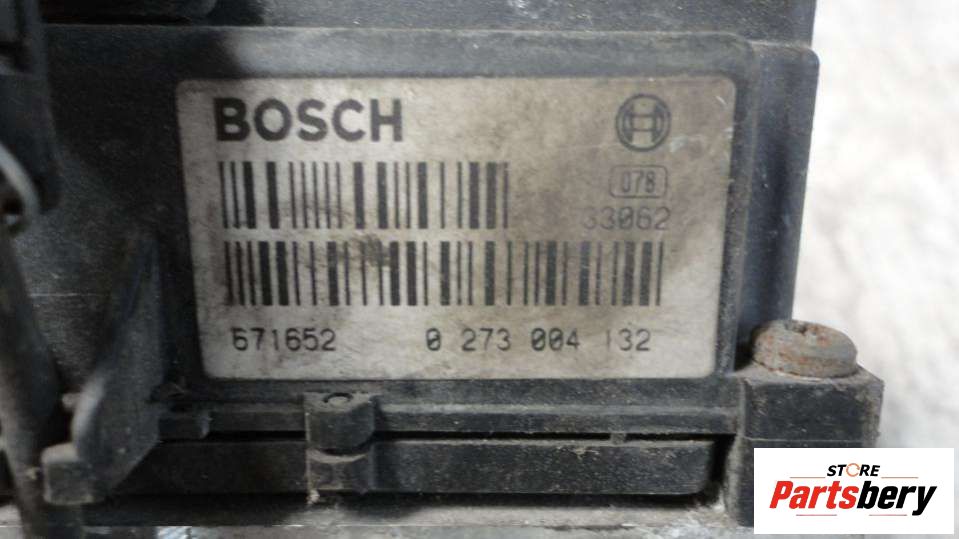 BOSCH
078
33062
671652 0 273 004 132
STORE
Partsbery